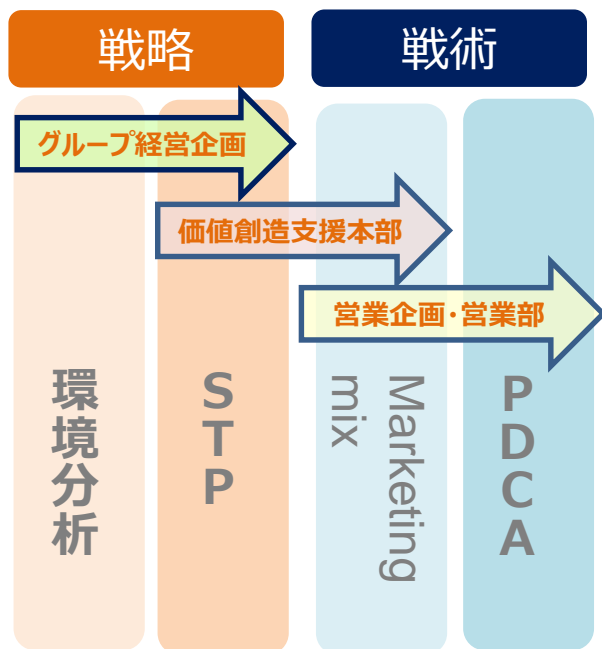 戦略
戦術
グループ経営企画
価値創造支援本部
営業企画・営業部
環境分析
STP
Marketing
mix
PDCA